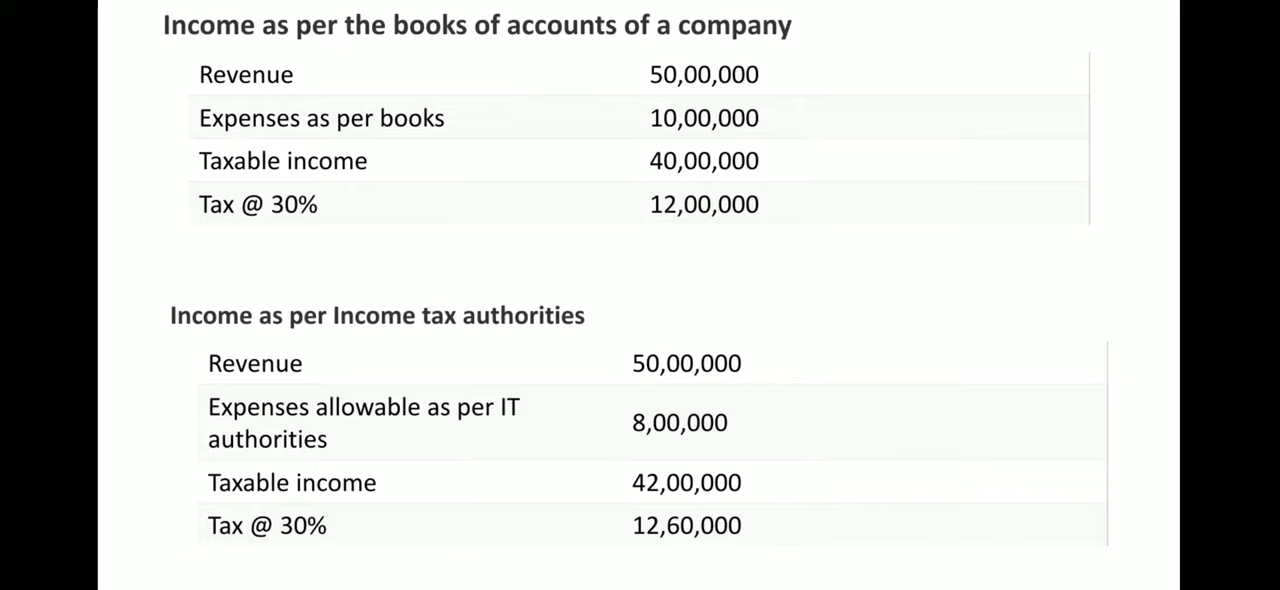 Income as per the books of accounts of a company
Revenue 50,00,000
Expenses as per books 10,00,000
Taxable income 40,00,000
Tax @ 30% 12,00,000
Income as per Income tax authorities
Revenue 50,00,000
Expenses allowable as per IT
authorities 8,00,000
Taxable income 42,00,000
Tax @ 30% 12,60,000